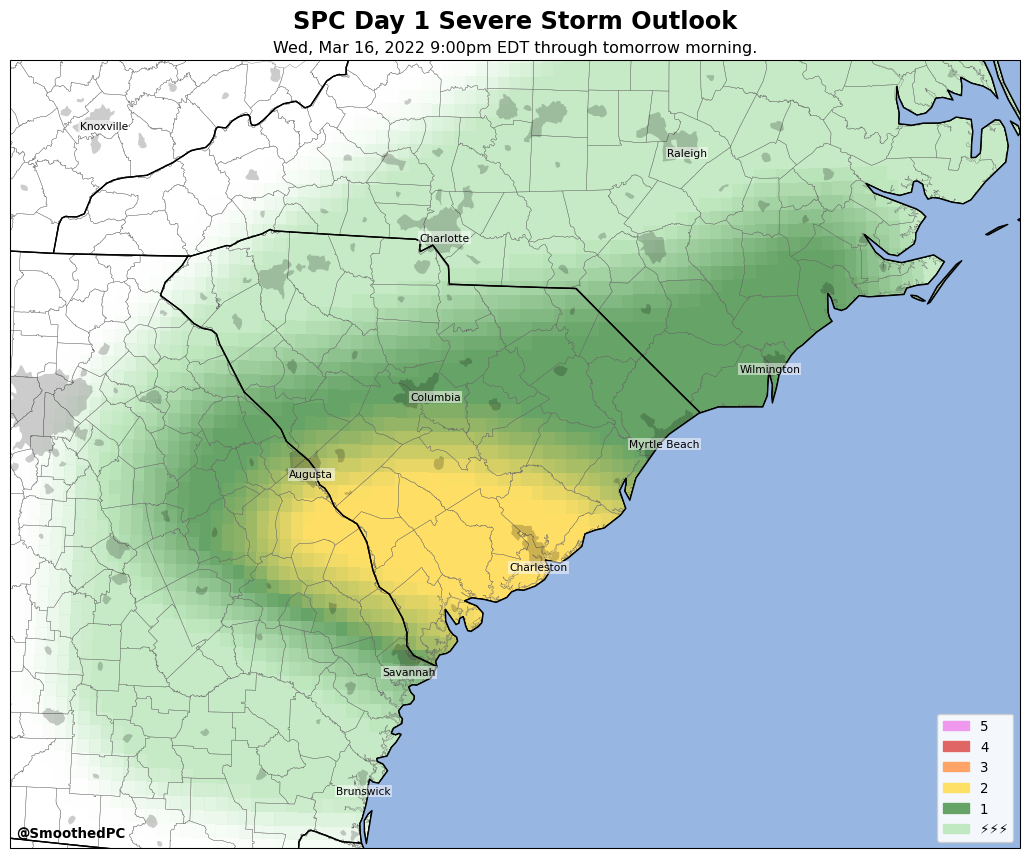 SPC Day 1 Severe Storm Outlook
Wed, Mar 16, 2022 9:00pm EDT through tomorrow morning.
Knoxville
Raleigh
Charlotte
Wilmington
Columbia
Myrtle Beach
Augusta
Charleston
Savannah
Brunswick
5
4
3
2
1
⚡⚡⚡
@SmoothedPC